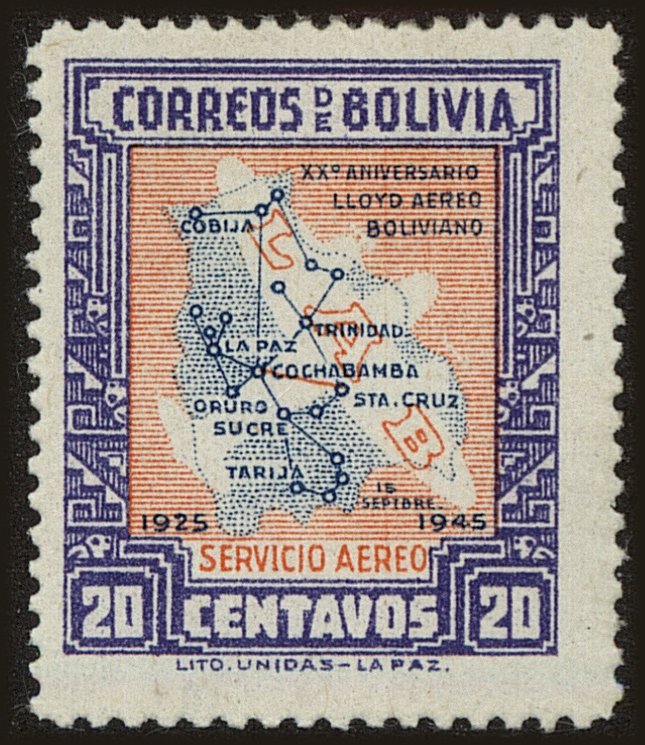 CORREOS DE BOLIVIA
XXº ANIVERSARIO
LLOYD AEREO
BOLIVIANO
COBIJA
L
A
B
TRINIDAD
LA PAZ
COCHABAMBA
ORURO
STA. CRUZ
SUCRE
TARIJA
15
SEPTBRE
1925
1945
SERVICIO AEREO
20 CENTAVOS 20
LITO. UNIDAS-LA PAZ.